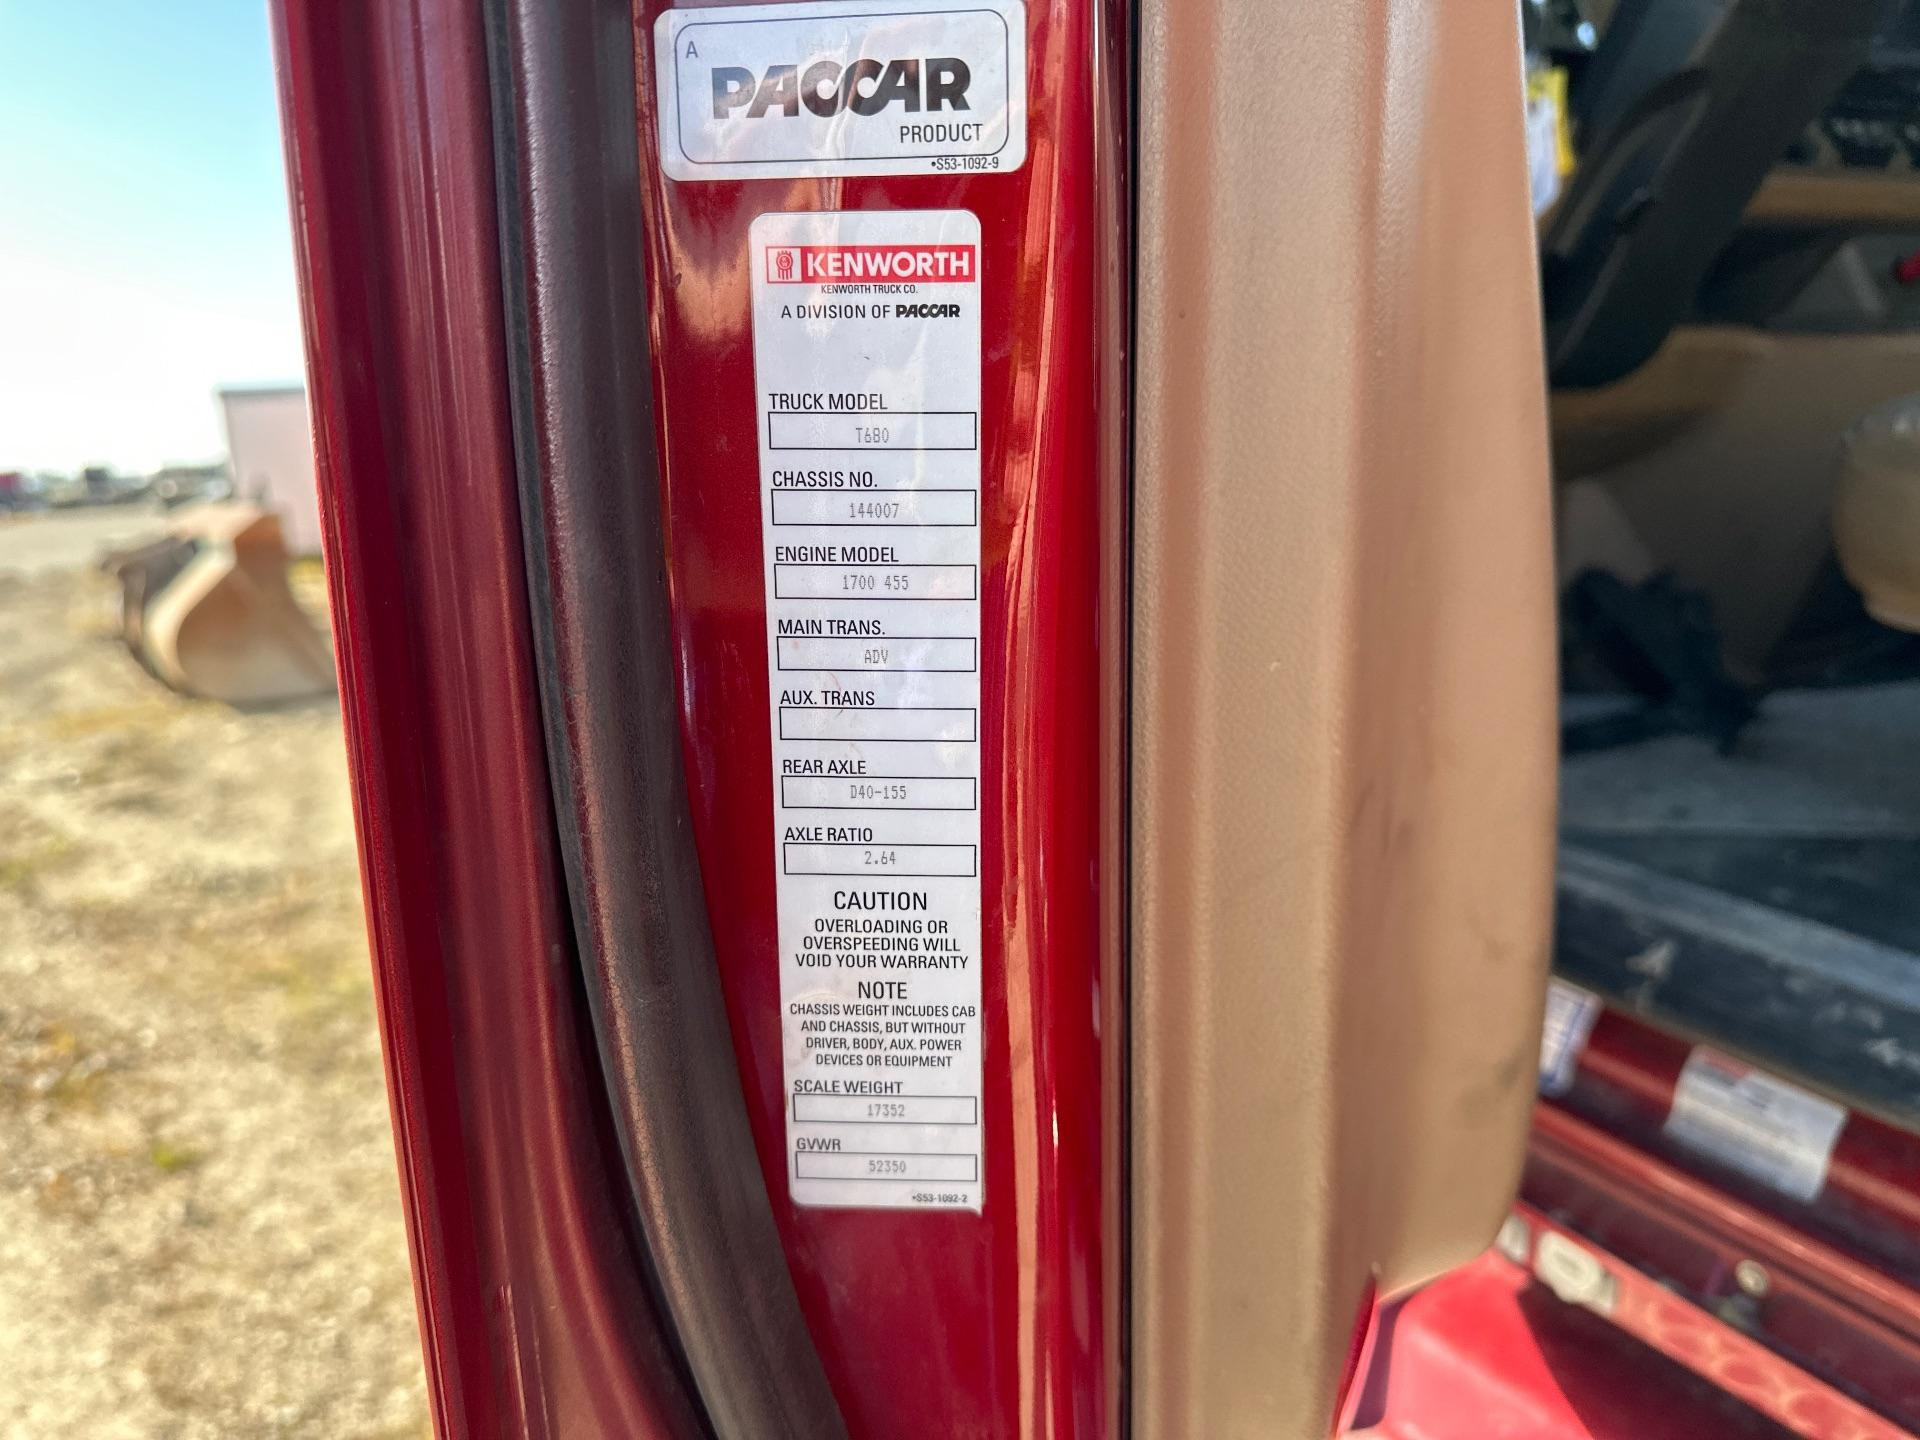 A
PACCAR
PRODUCT
•S53-1092-9
KENWORTH
KENWORTH TRUCK CO.
A DIVISION OF PACCAR
TRUCK MODEL
T680
CHASSIS NO.
144007
ENGINE MODEL
1700 455
MAIN TRANS.
ADV
AUX. TRANS
REAR AXLE
D40-155
AXLE RATIO
2.64
CAUTION
OVERLOADING OR
OVERSPEEDING WILL
VOID YOUR WARRANTY
NOTE
CHASSIS WEIGHT INCLUDES CAB
AND CHASSIS, BUT WITHOUT
DRIVER, BODY, AUX. POWER
DEVICES OR EQUIPMENT
SCALE WEIGHT
17352
GVWR
52350
•S53-1092-2